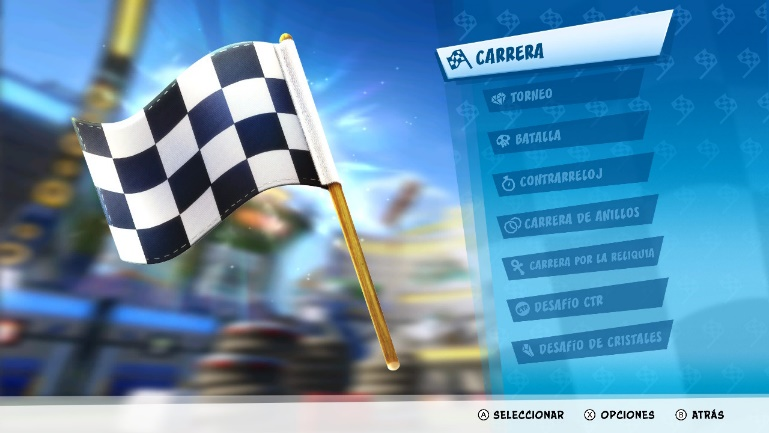 CARRERA
TORNEO
BATALLA
CONTRARRELOJ
CARRERA DE ANILLOS
CARRERA POR LA RELIQUIA
DESAFÍO CTR
DESAFÍO DE CRISTALES
A SELECCIONAR X OPCIONES B ATRÁS